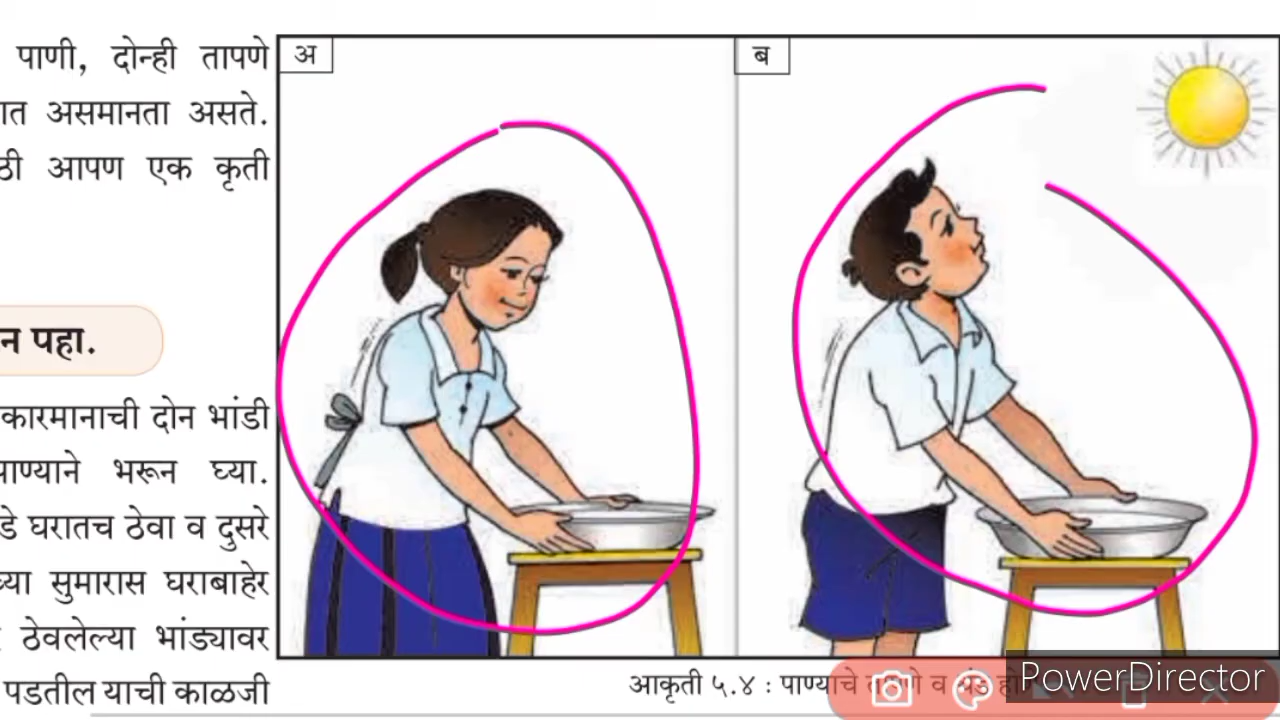 पाणी, दोन्ही तापणे
असमानता असते.
आपण एक कृती
पहा.
दोन भांडी
भरून घ्या.
घरातच ठेवा व दुसरे
सुमारास घराबाहेर
ठेवलेल्या भांड्यावर
पडतील याची काळजी
अ
ब
आकृती ५.४ : पाण्याचे व
PowerDirector